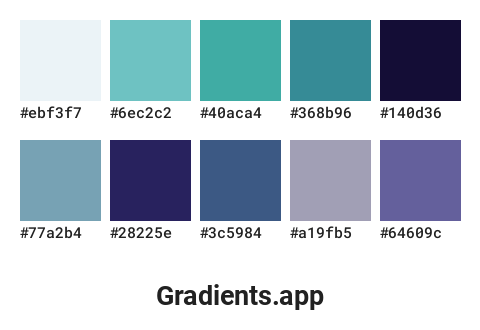 #ebf3f7 #6ec2c2 #40aca4 #368b96 #140d36
#77a2b4 #28225e #3c5984 #a19fb5 #64609c
Gradients.app